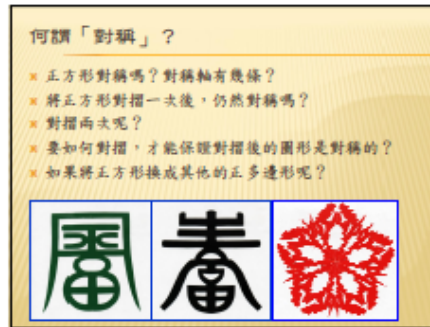 何謂「對稱」？
正方形對稱嗎？對稱軸有幾條？
將正方形對摺一次後，仍然對稱嗎？
對摺兩次呢？
要如何對摺，才能保證對摺後的圖形是對稱的？
如果將正方形換成其他的正多邊形呢？